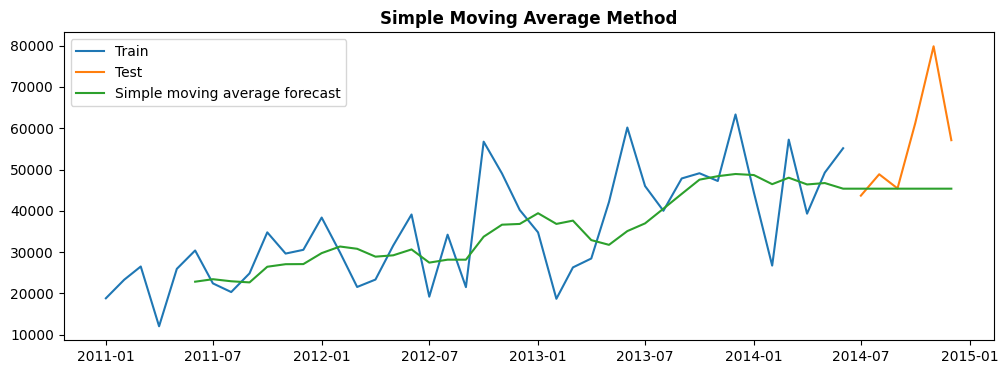 Simple Moving Average Method
Train
Test
Simple moving average forecast
80000
70000
60000
50000
40000
30000
20000
10000
2011-01 2011-07 2012-01 2012-07 2013-01 2013-07 2014-01 2014-07 2015-01